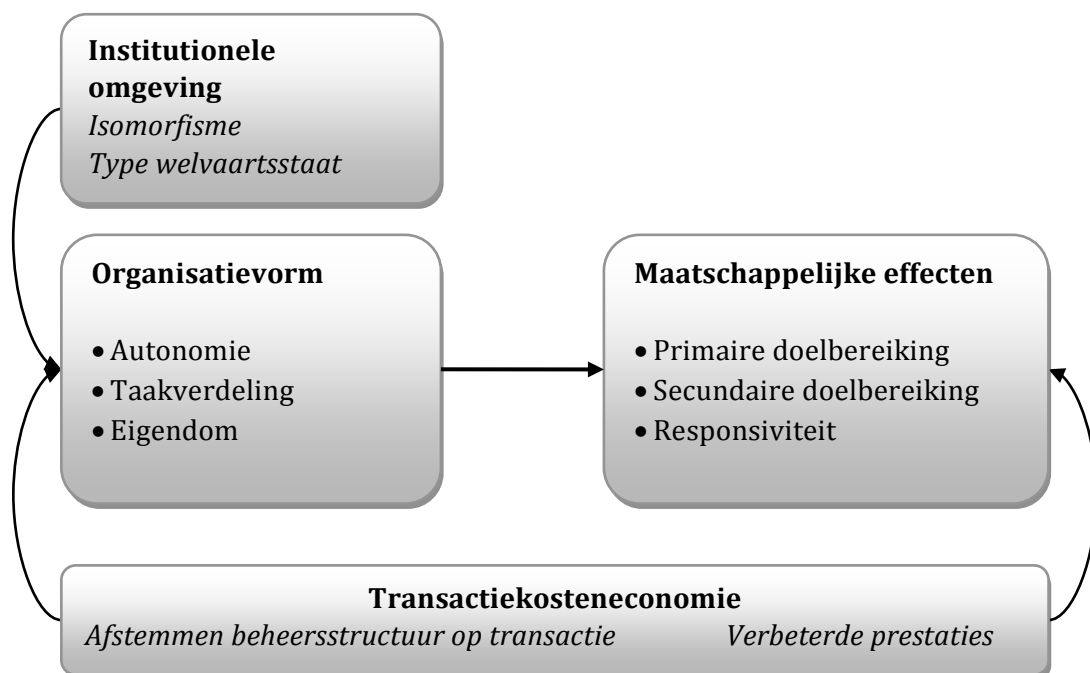 Institutionele
omgeving
Isomorfisme
Type welvaartsstaat
Organisatievorm
• Autonomie
• Taakverdeling
• Eigendom
Maatschappelijke effecten
• Primaire doelbereiking
• Secundaire doelbereiking
• Responsiviteit
Transactiekosteneconomie
Afstemmen beheersstructuur op transactie Verbeterde prestaties